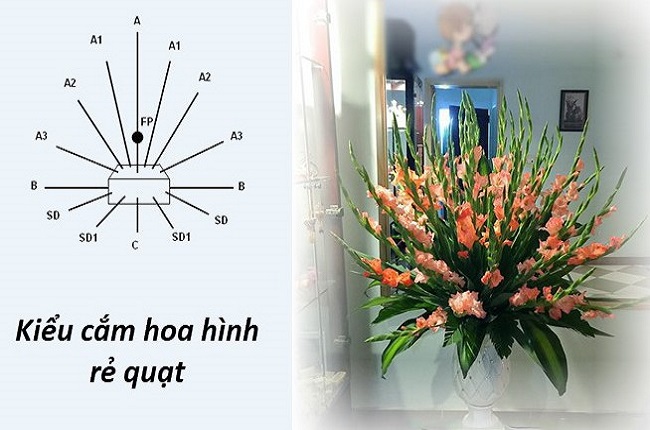 A
A1 A1
A2 A2
FP
A3 A3
B B
SD SD
SD1 SD1
C
Kiểu cắm hoa hình
rẻ quạt